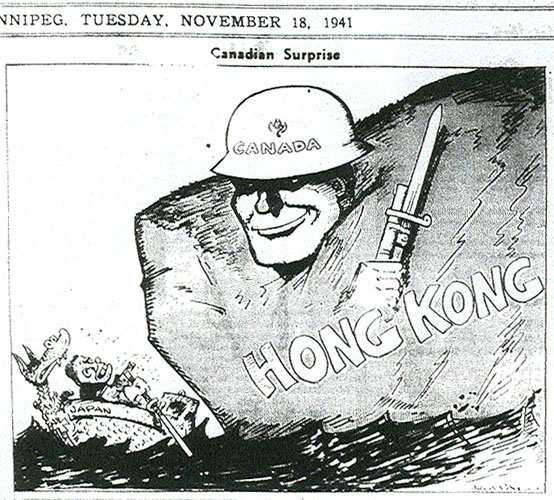 NNIPEG, TUESDAY, NOVEMBER 18, 1941
Canadian Surprise
CANADA
HONG KONG
JAPAN